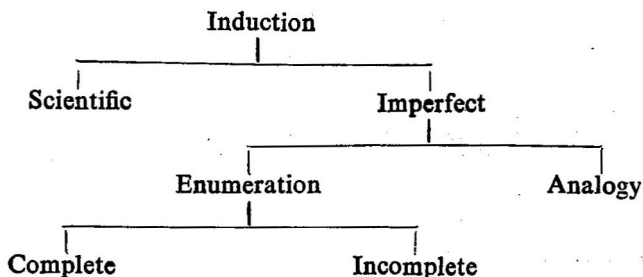 Induction
Scientific Imperfect
Enumeration Analogy
Complete Incomplete